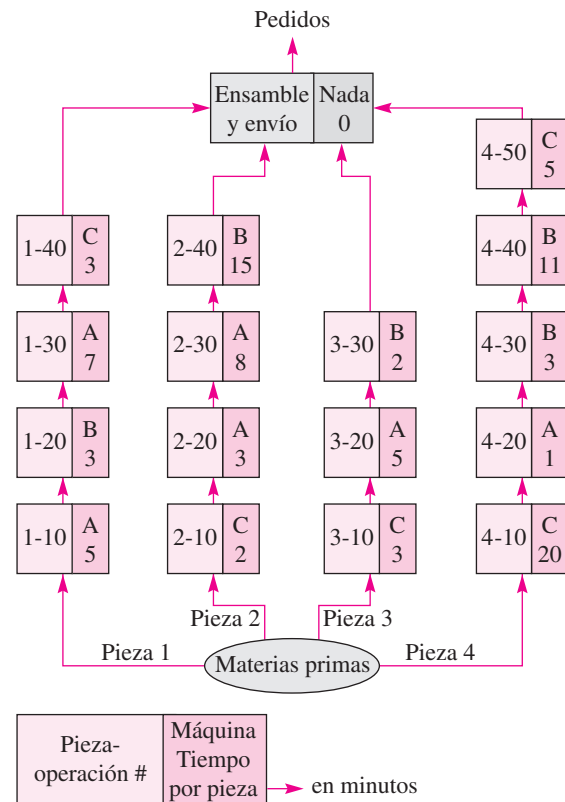 Pedidos
Ensamble
y envío
Nada
0
4-50
C
5
1-40
C
3
2-40
B
15
4-40
B
11
1-30
A
7
2-30
A
8
3-30
B
2
4-30
B
3
1-20
B
3
2-20
A
3
3-20
A
5
4-20
A
1
1-10
A
5
2-10
C
2
3-10
C
3
4-10
C
20
Pieza 1
Pieza 2
Pieza 3
Pieza 4
Materias primas
Pieza-
operación #
Máquina
Tiempo
por pieza
en minutos